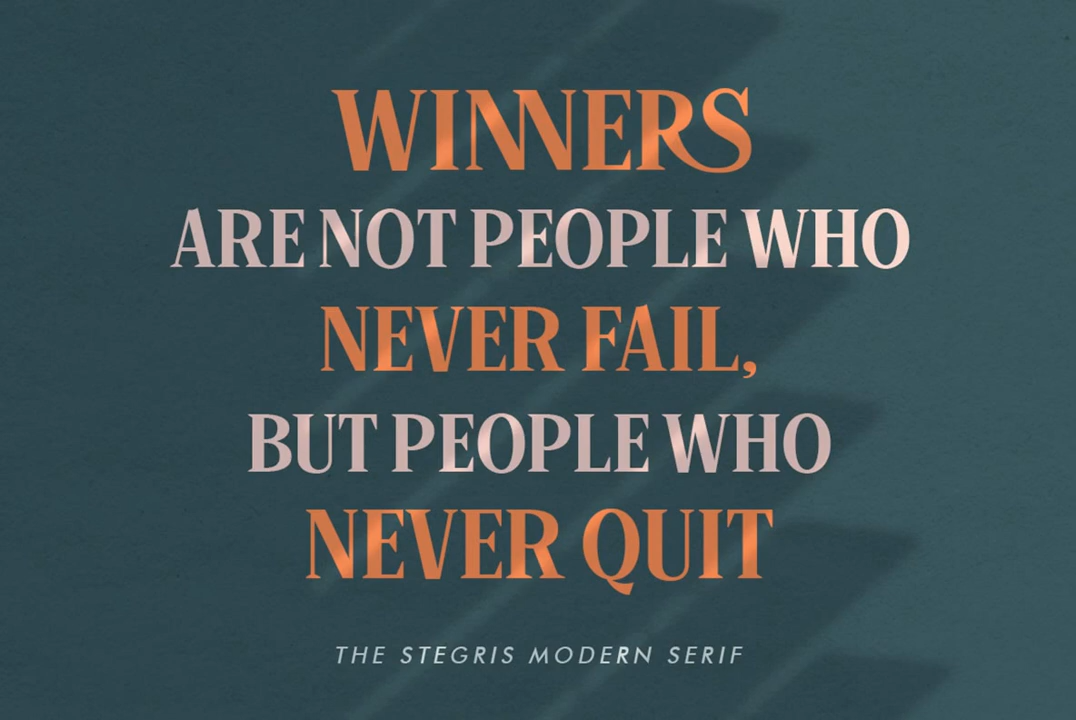 WINNERS
ARE NOT PEOPLE WHO
NEVER FAIL,
BUT PEOPLE WHO
NEVER QUIT
THE STEGRIS MODERN SERIF